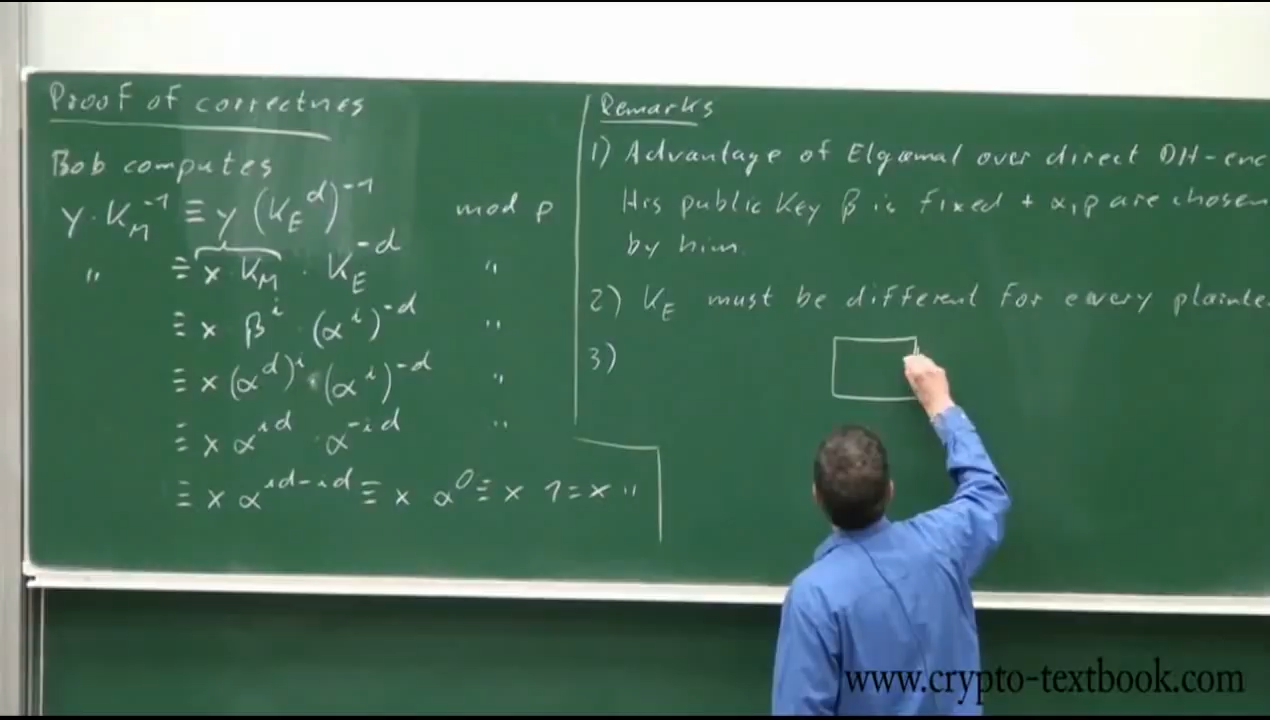 Proof of correctnes
Bob computes
y · K_M^-1 ≡ y (K_E^d)^-1 mod p
" ≡ x · K_M · K_E^-d "
≡ x β^i · (α^i)^-d "
≡ x (α^d)^i · (α^i)^-d "
≡ x α^id · α^-id "
≡ x α^id-id ≡ x α^0 ≡ x 1 ≡ x "
Remarks
1) Advantage of Elgamal over direct DH-enc
His public key β is fixed + α,p are chosen
by him.
2) K_E must be different for every plainte
3)
www.crypto-textbook.com